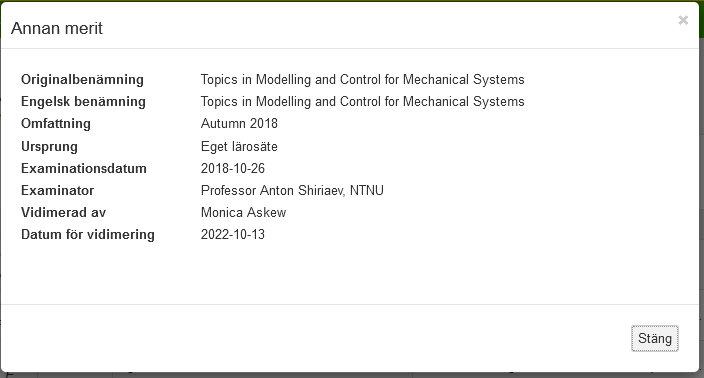 Annan merit
×
Originalbenämning Topics in Modelling and Control for Mechanical Systems
Engelsk benämning Topics in Modelling and Control for Mechanical Systems
Omfattning Autumn 2018
Ursprung Eget lärosäte
Examinationsdatum 2018-10-26
Examinator Professor Anton Shiriaev, NTNU
Vidimerad av Monica Askew
Datum för vidimering 2022-10-13
Stäng